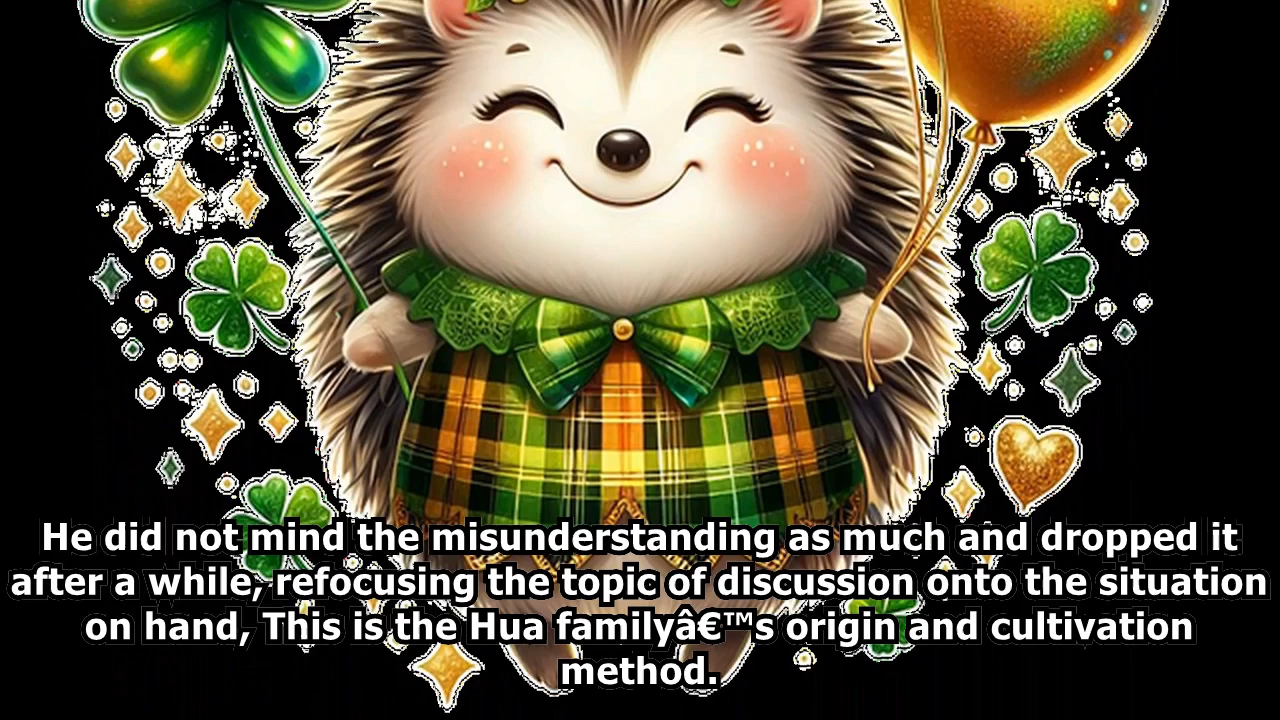 He did not mind the misunderstanding as much and dropped it
after a while, refocusing the topic of discussion onto the situation
on hand, This is the Hua familyâ€™s origin and cultivation
method.